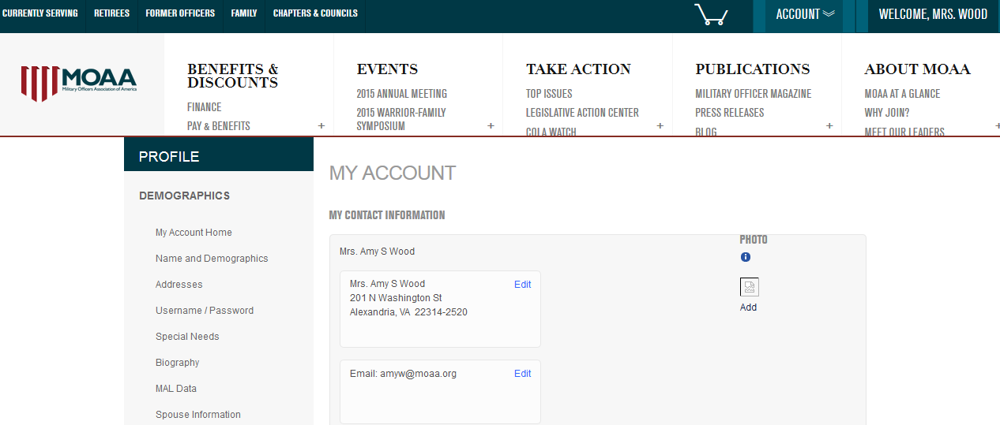 CURRENTLY SERVING RETIREES FORMER OFFICERS FAMILY CHAPTERS & COUNCILS ACCOUNT WELCOME, MRS. WOOD
MOAA
Military Officers Association of America
BENEFITS &
DISCOUNTS
FINANCE
PAY & BENEFITS +
EVENTS
2015 ANNUAL MEETING
2015 WARRIOR-FAMILY
SYMPOSIUM +
TAKE ACTION
TOP ISSUES
LEGISLATIVE ACTION CENTER
COLA WATCH +
PUBLICATIONS
MILITARY OFFICER MAGAZINE
PRESS RELEASES
BLOG +
ABOUT MOAA
MOAA AT A GLANCE
WHY JOIN?
MEET OUR LEADERS +
PROFILE
DEMOGRAPHICS
My Account Home
Name and Demographics
Addresses
Username / Password
Special Needs
Biography
MAL Data
Spouse Information
MY ACCOUNT
MY CONTACT INFORMATION
Mrs. Amy S Wood
Mrs. Amy S Wood Edit
201 N Washington St
Alexandria, VA 22314-2520
Email: amyw@moaa.org Edit
PHOTO
Add